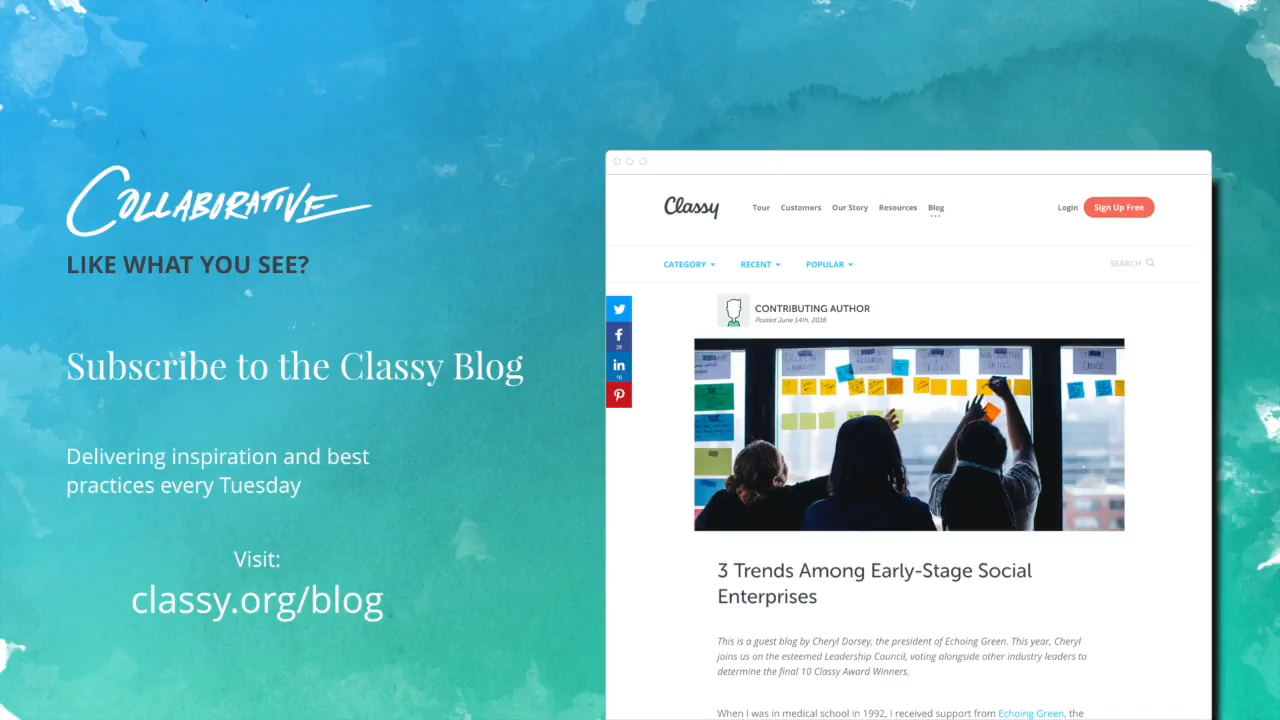 COLLABORATIVE
LIKE WHAT YOU SEE?
Subscribe to the Classy Blog
Delivering inspiration and best
practices every Tuesday
Visit:
classy.org/blog
Classy
Tour Customers Our Story Resources Blog
Login Sign Up Free
CATEGORY RECENT POPULAR
SEARCH
CONTRIBUTING AUTHOR
Posted June 14th, 2016
28
in
16
3 Trends Among Early-Stage Social
Enterprises
This is a guest blog by Cheryl Dorsey, the president of Echoing Green. This year, Cheryl
joins us on the esteemed Leadership Council, voting alongside other industry leaders to
determine the final 10 Classy Award Winners.
When I was in medical school in 1992, I received support from Echoing Green, the